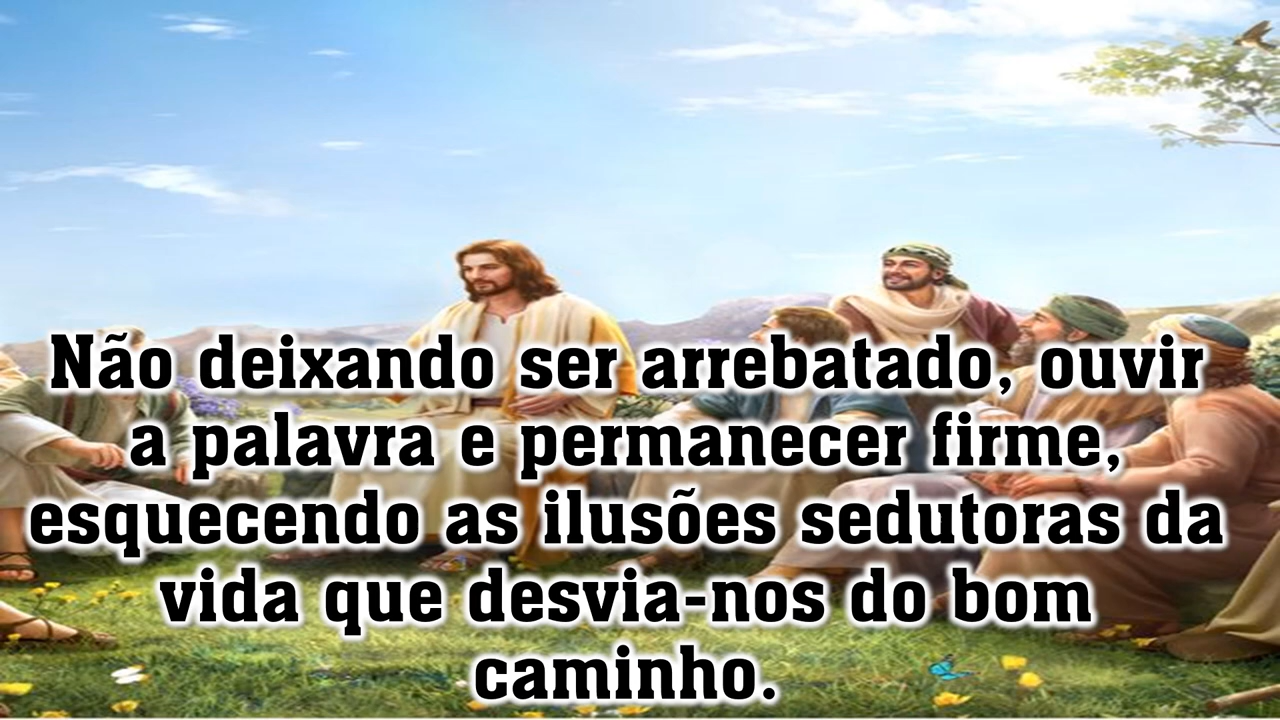 Não deixando ser arrebatado, ouvir
a palavra e permanecer firme,
esquecendo as ilusões sedutoras da
vida que desvia-nos do bom
caminho.